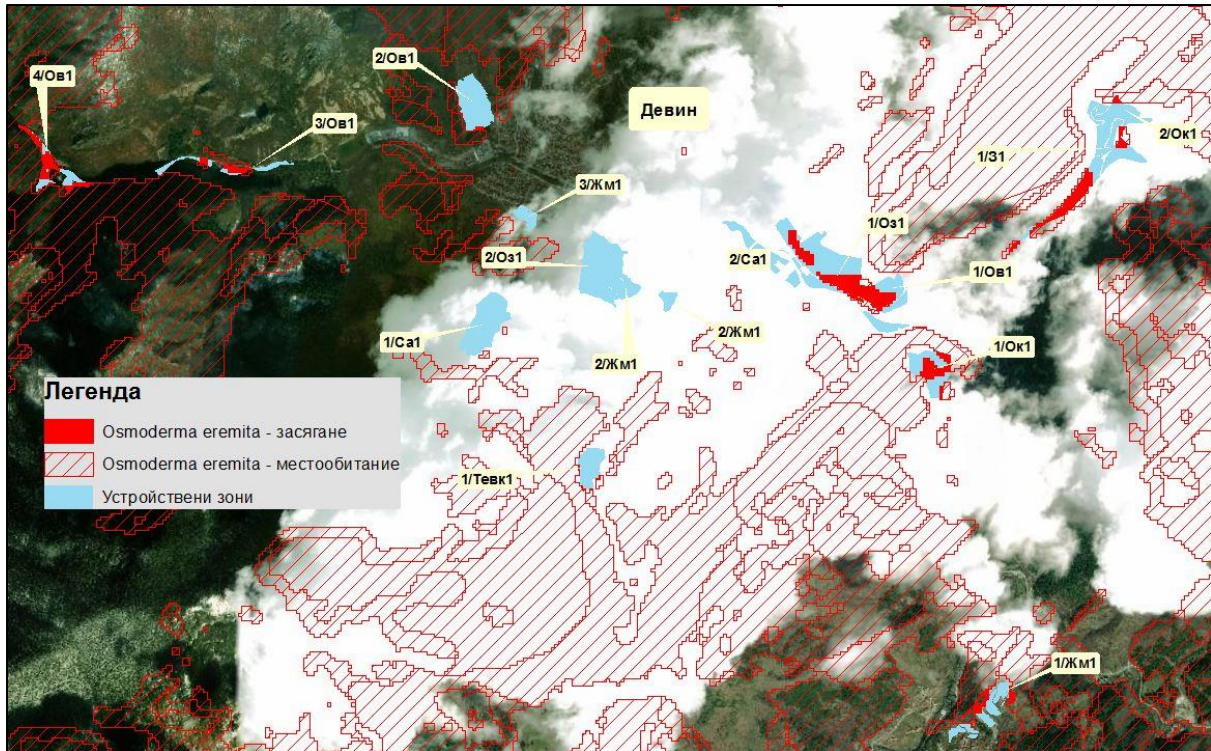 2/Ов1
4/Ов1
Девин
3/Ов1
2/Ок1
1/З1
3/Жм1
1/Оз1
2/Оз1
2/Са1
1/Ов1
1/Са1
2/Жм1
2/Жм1
1/Ок1
Легенда
Osmoderma eremita - засягане
Osmoderma eremita - местообитание
Устройствени зони
1/Тевк1
1/Жм1